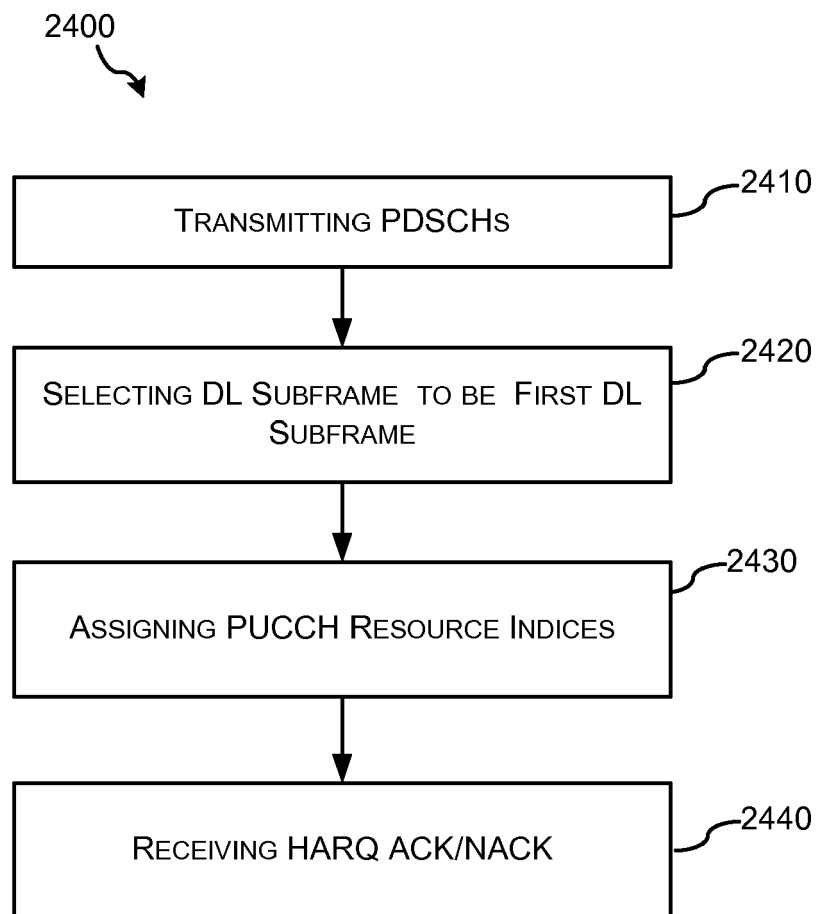 2400
2410
TRANSMITTING PDSCHS
2420
SELECTING DL SUBFRAME TO BE FIRST DL
SUBFRAME
2430
ASSIGNING PUCCH RESOURCE INDICES
2440
RECEIVING HARQ ACK/NACK